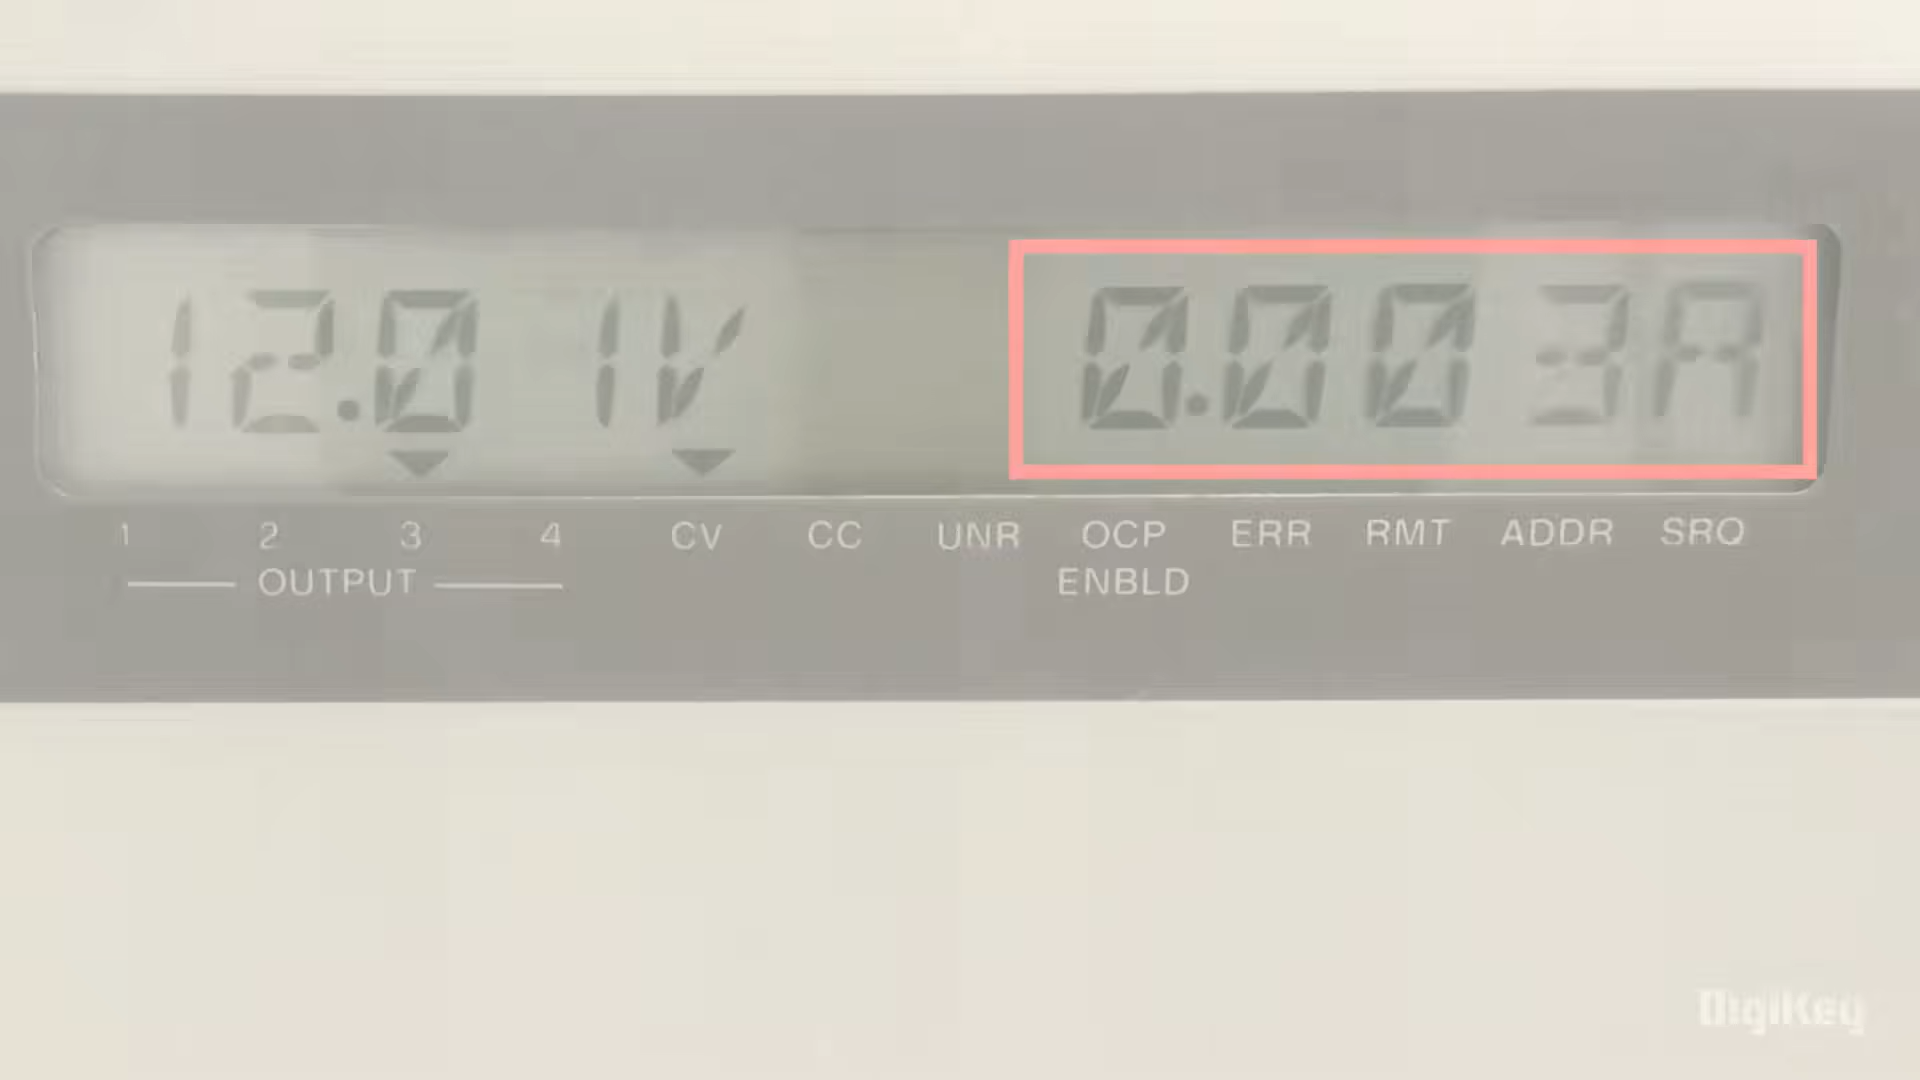 12.01V 0.003A
1 2 3 4 CV CC UNR OCP ERR RMT ADDR SRQ
OUTPUT ENBLD
DigiKey